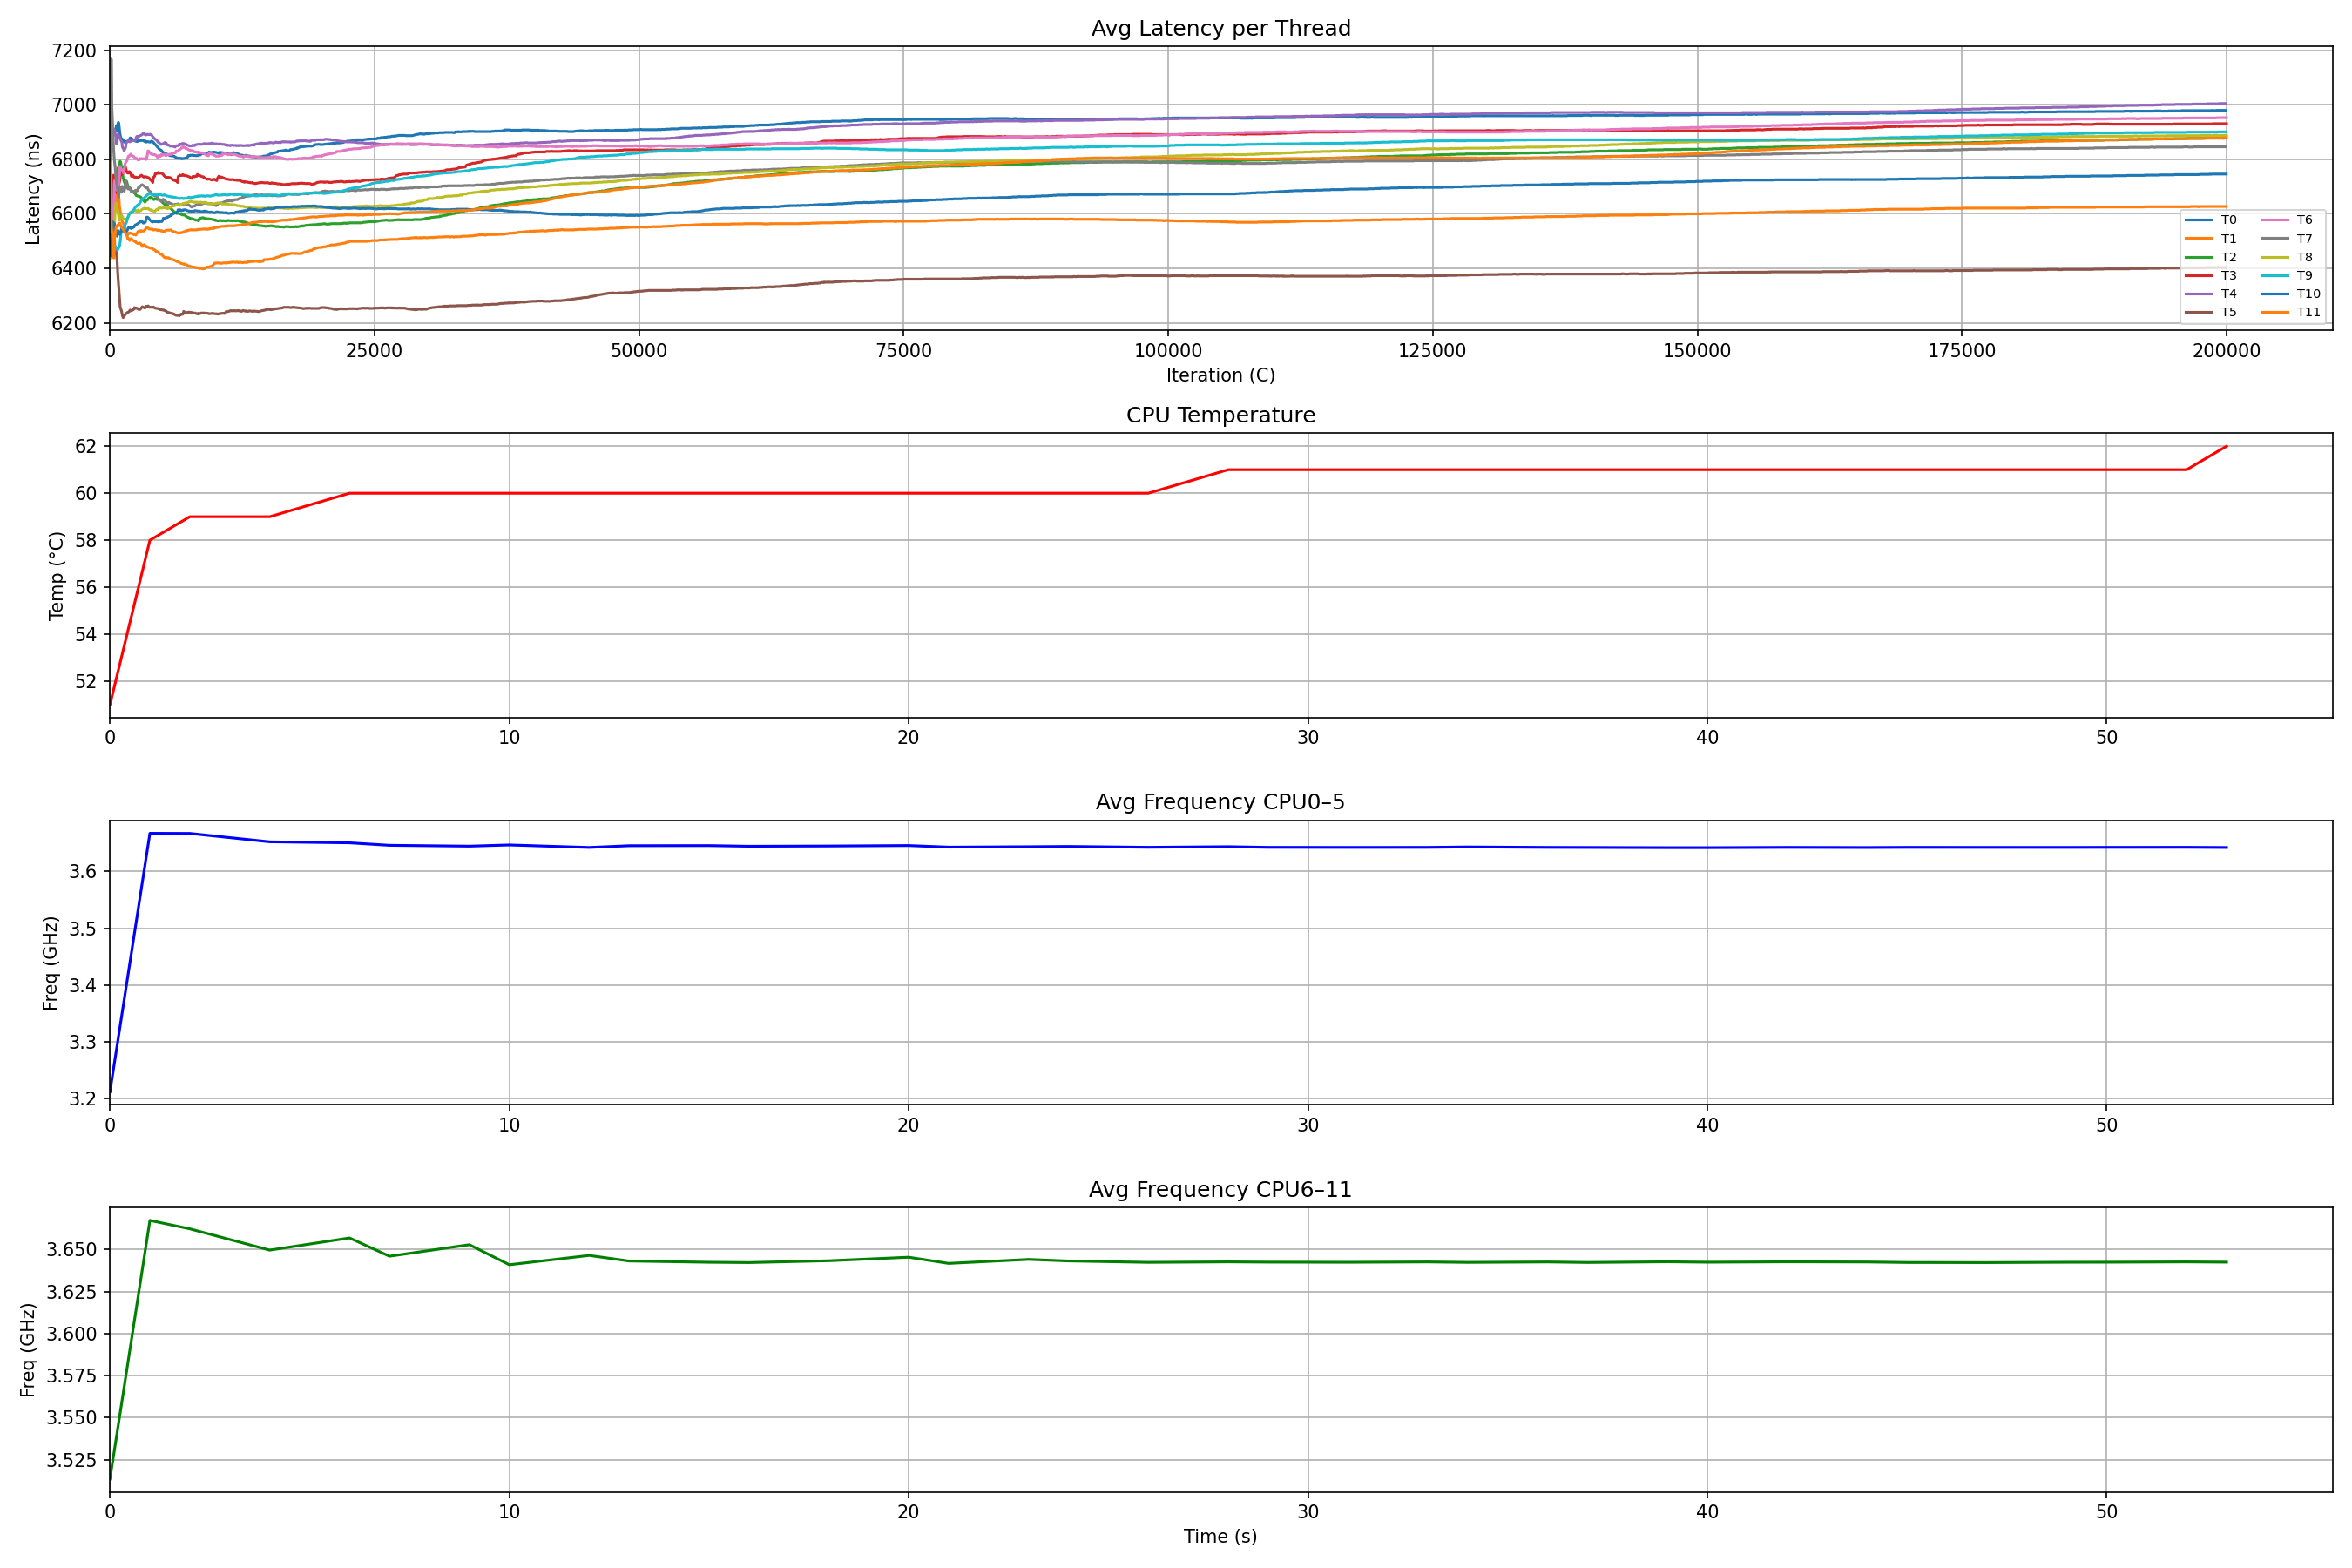 Avg Latency per Thread
Latency (ns)
7200
7000
6800
6600
6400
6200
0 25000 50000 75000 100000 125000 150000 175000 200000
Iteration (C)
T0 T6
T1 T7
T2 T8
T3 T9
T4 T10
T5 T11
CPU Temperature
Temp (°C)
62
60
58
56
54
52
0 10 20 30 40 50
Avg Frequency CPU0–5
Freq (GHz)
3.6
3.5
3.4
3.3
3.2
0 10 20 30 40 50
Avg Frequency CPU6–11
Freq (GHz)
3.650
3.625
3.600
3.575
3.550
3.525
0 10 20 30 40 50
Time (s)